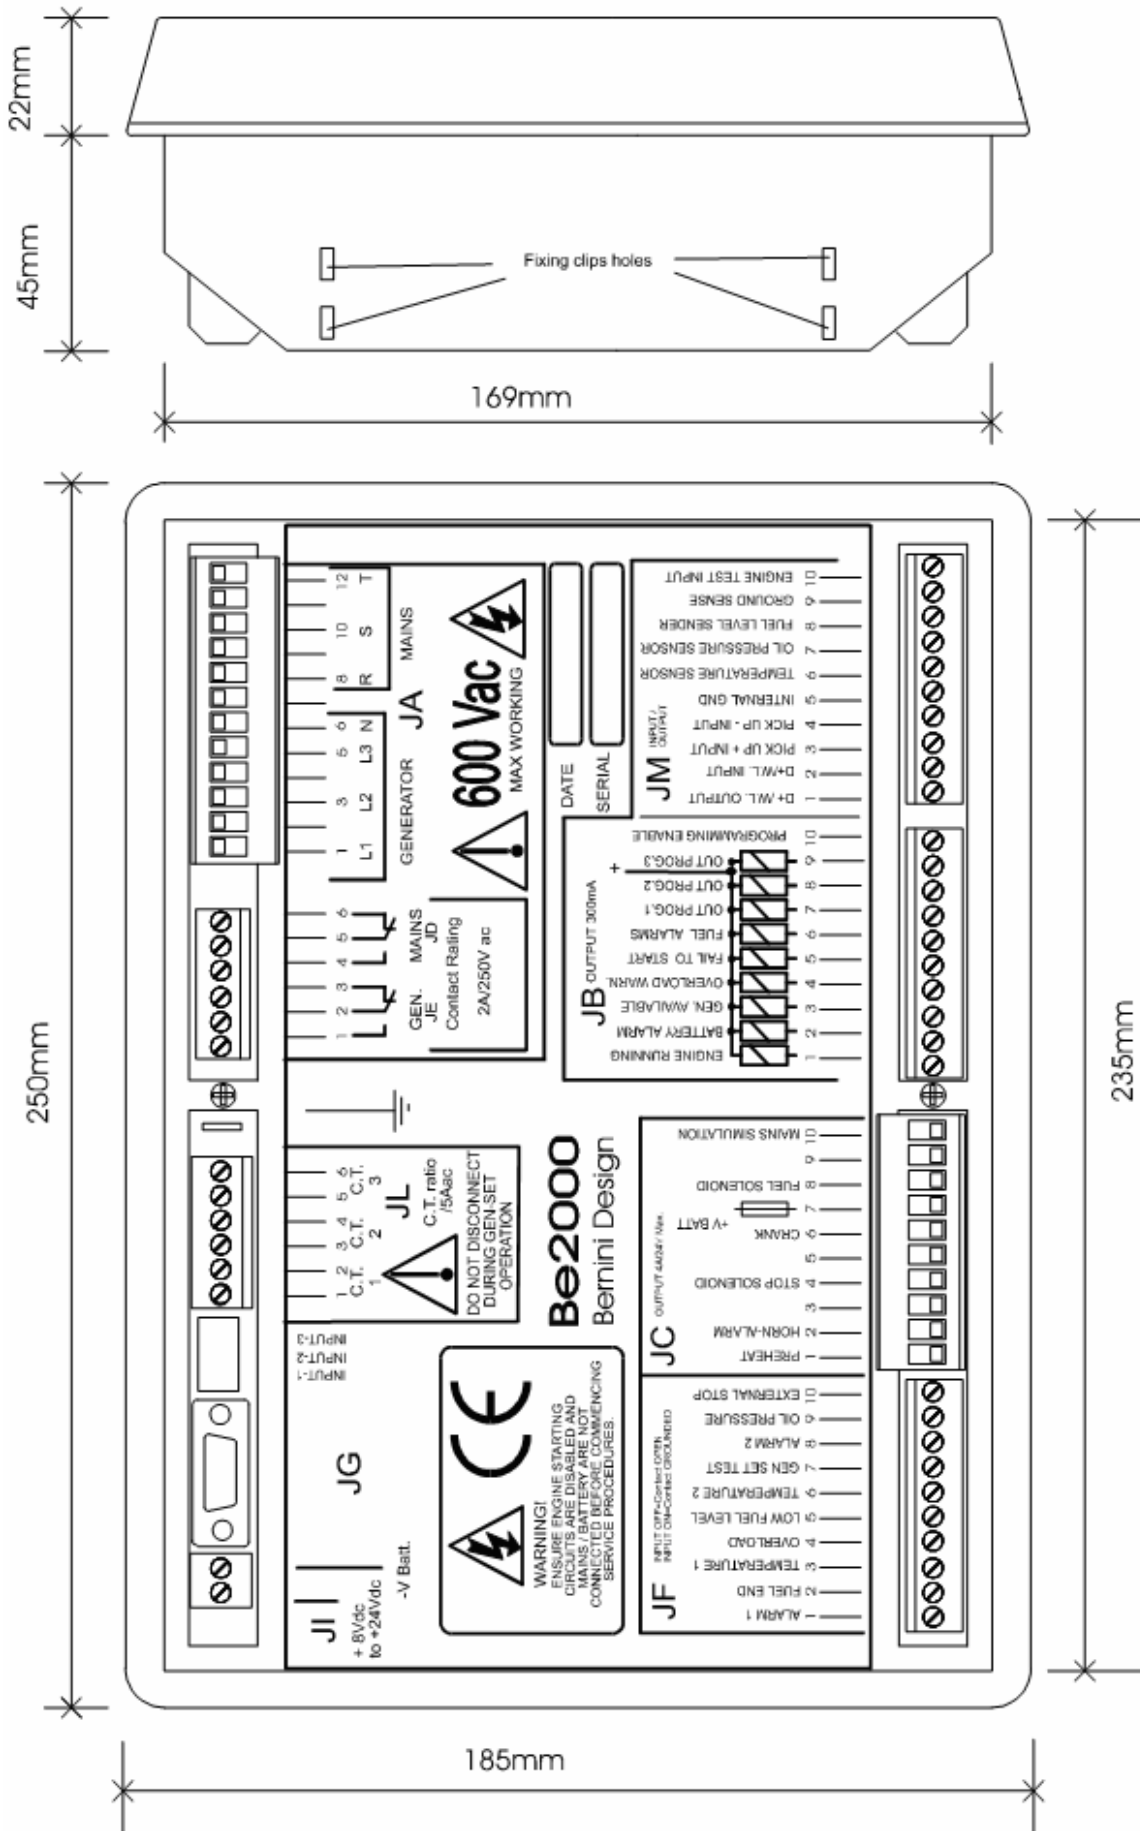 22mm
45mm
Fixing clips holes
169mm
250mm
235mm
185mm
1 3 5 6 8 10 12
L1 L2 L3 N R S T
GENERATOR
MAINS
JA
600 Vac
MAX WORKING
1 2 3 4 5 6
GEN.
JE
MAINS
JD
Contact Rating
2A/250V ac
DATE
SERIAL
1 2 3 4 5 6
C.T.
1
C.T.
2
C.T.
3
JL
C.T. ratio
/5Aac
DO NOT DISCONNECT
DURING GEN-SET
OPERATION
INPUT-1
INPUT-2
INPUT-3
JG
JI
+ 8Vdc
to +24Vdc
-V Batt.
Be2000
Bernini Design
CE
WARNING!
ENSURE ENGINE STARTING
CIRCUITS ARE DISABLED AND
MAINS / BATTERY ARE NOT
CONNECTED BEFORE COMMENCING
SERVICE PROCEDURES.
JM
INPUT /
OUTPUT
10 ENGINE TEST INPUT
9 GROUND SENSE
8 FUEL LEVEL SENDER
7 OIL PRESSURE SENSOR
6 TEMPERATURE SENSOR
5 INTERNAL GND
4 PICK UP - INPUT
3 PICK UP + INPUT
2 D+/W.L. INPUT
1 D+ /W.L. OUTPUT
JB
OUTPUT 300mA
+
10 PROGRAMMING ENABLE
9 OUT PROG.3
8 OUT PROG.2
7 OUT PROG.1
6 FUEL ALARMS
5 FAIL TO START
4 OVERLOAD WARN.
3 GEN. AVAILABLE
2 BATTERY ALARM
1 ENGINE RUNNING
JC
OUTPUT 4A/24V Max.
10 MAINS SIMULATION
9
8 FUEL SOLENOID
7 +V BATT
6 CRANK
5
4 STOP SOLENOID
3
2 HORN-ALARM
1 PREHEAT
JF
INPUT OFF=Contact OPEN
INPUT ON=Contact GROUNDED
10 EXTERNAL STOP
9 OIL PRESSURE
8 ALARM 2
7 GEN SET TEST
6 TEMPERATURE 2
5 LOW FUEL LEVEL
4 OVERLOAD
3 TEMPERATURE 1
2 FUEL END
1 ALARM 1